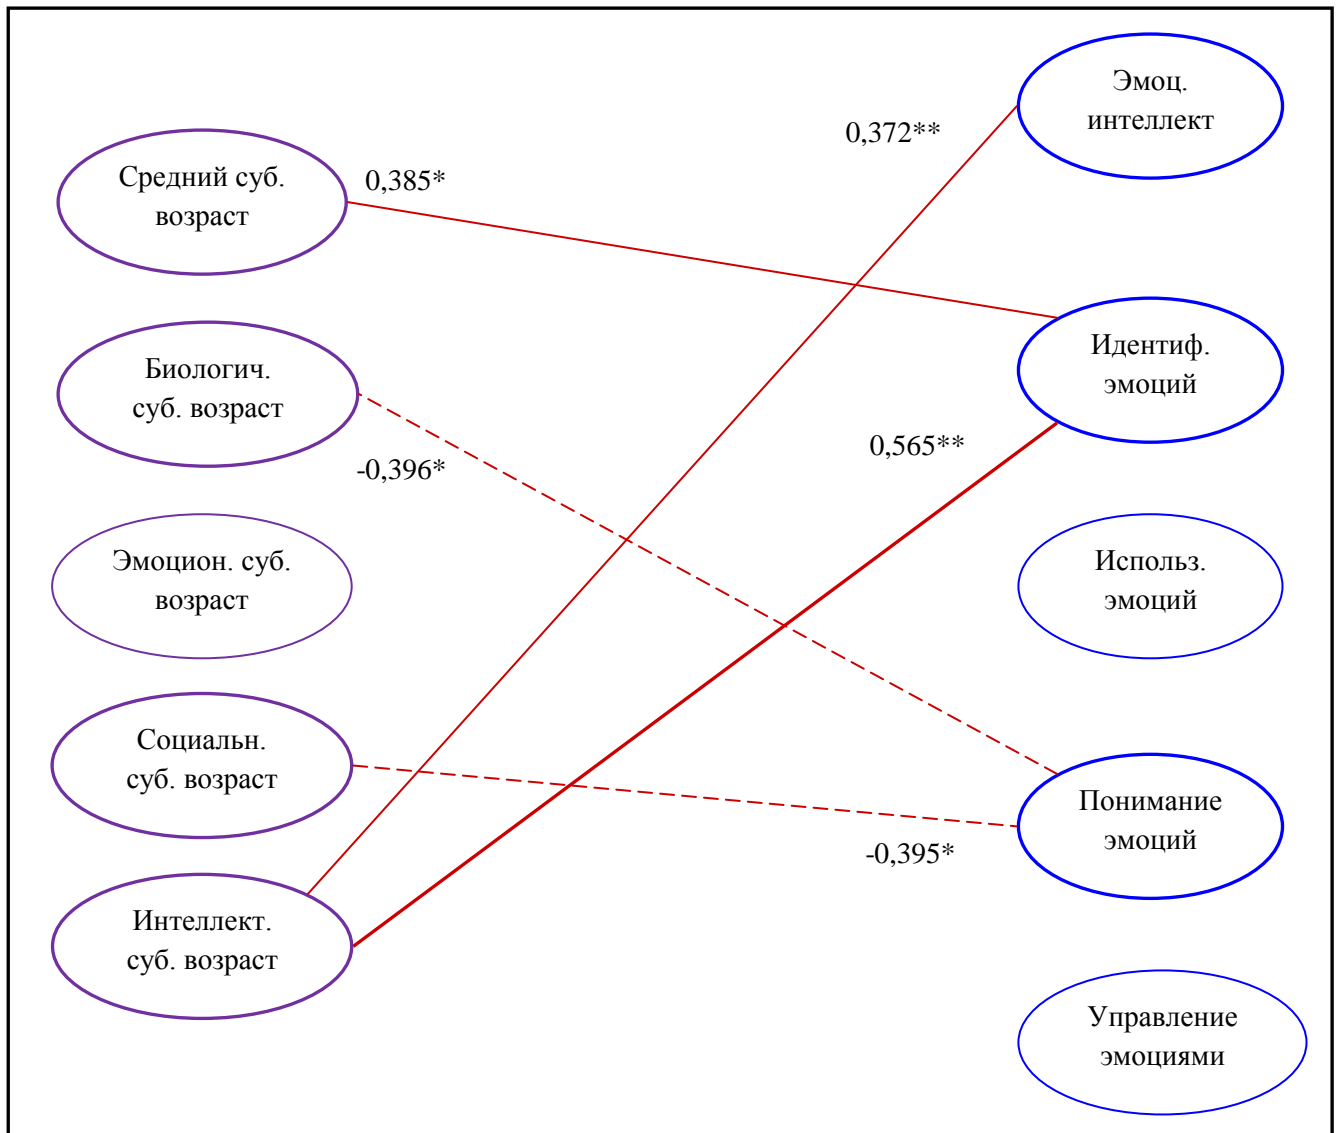 Эмоц.
интеллект
0,372**
Средний суб.
возраст
0,385*
Идентиф.
эмоций
Биологич.
суб. возраст
0,565**
-0,396*
Эмоцион. суб.
возраст
Использ.
эмоций
Социальн.
суб. возраст
Понимание
эмоций
-0,395*
Интеллект.
суб. возраст
Управление
эмоциями